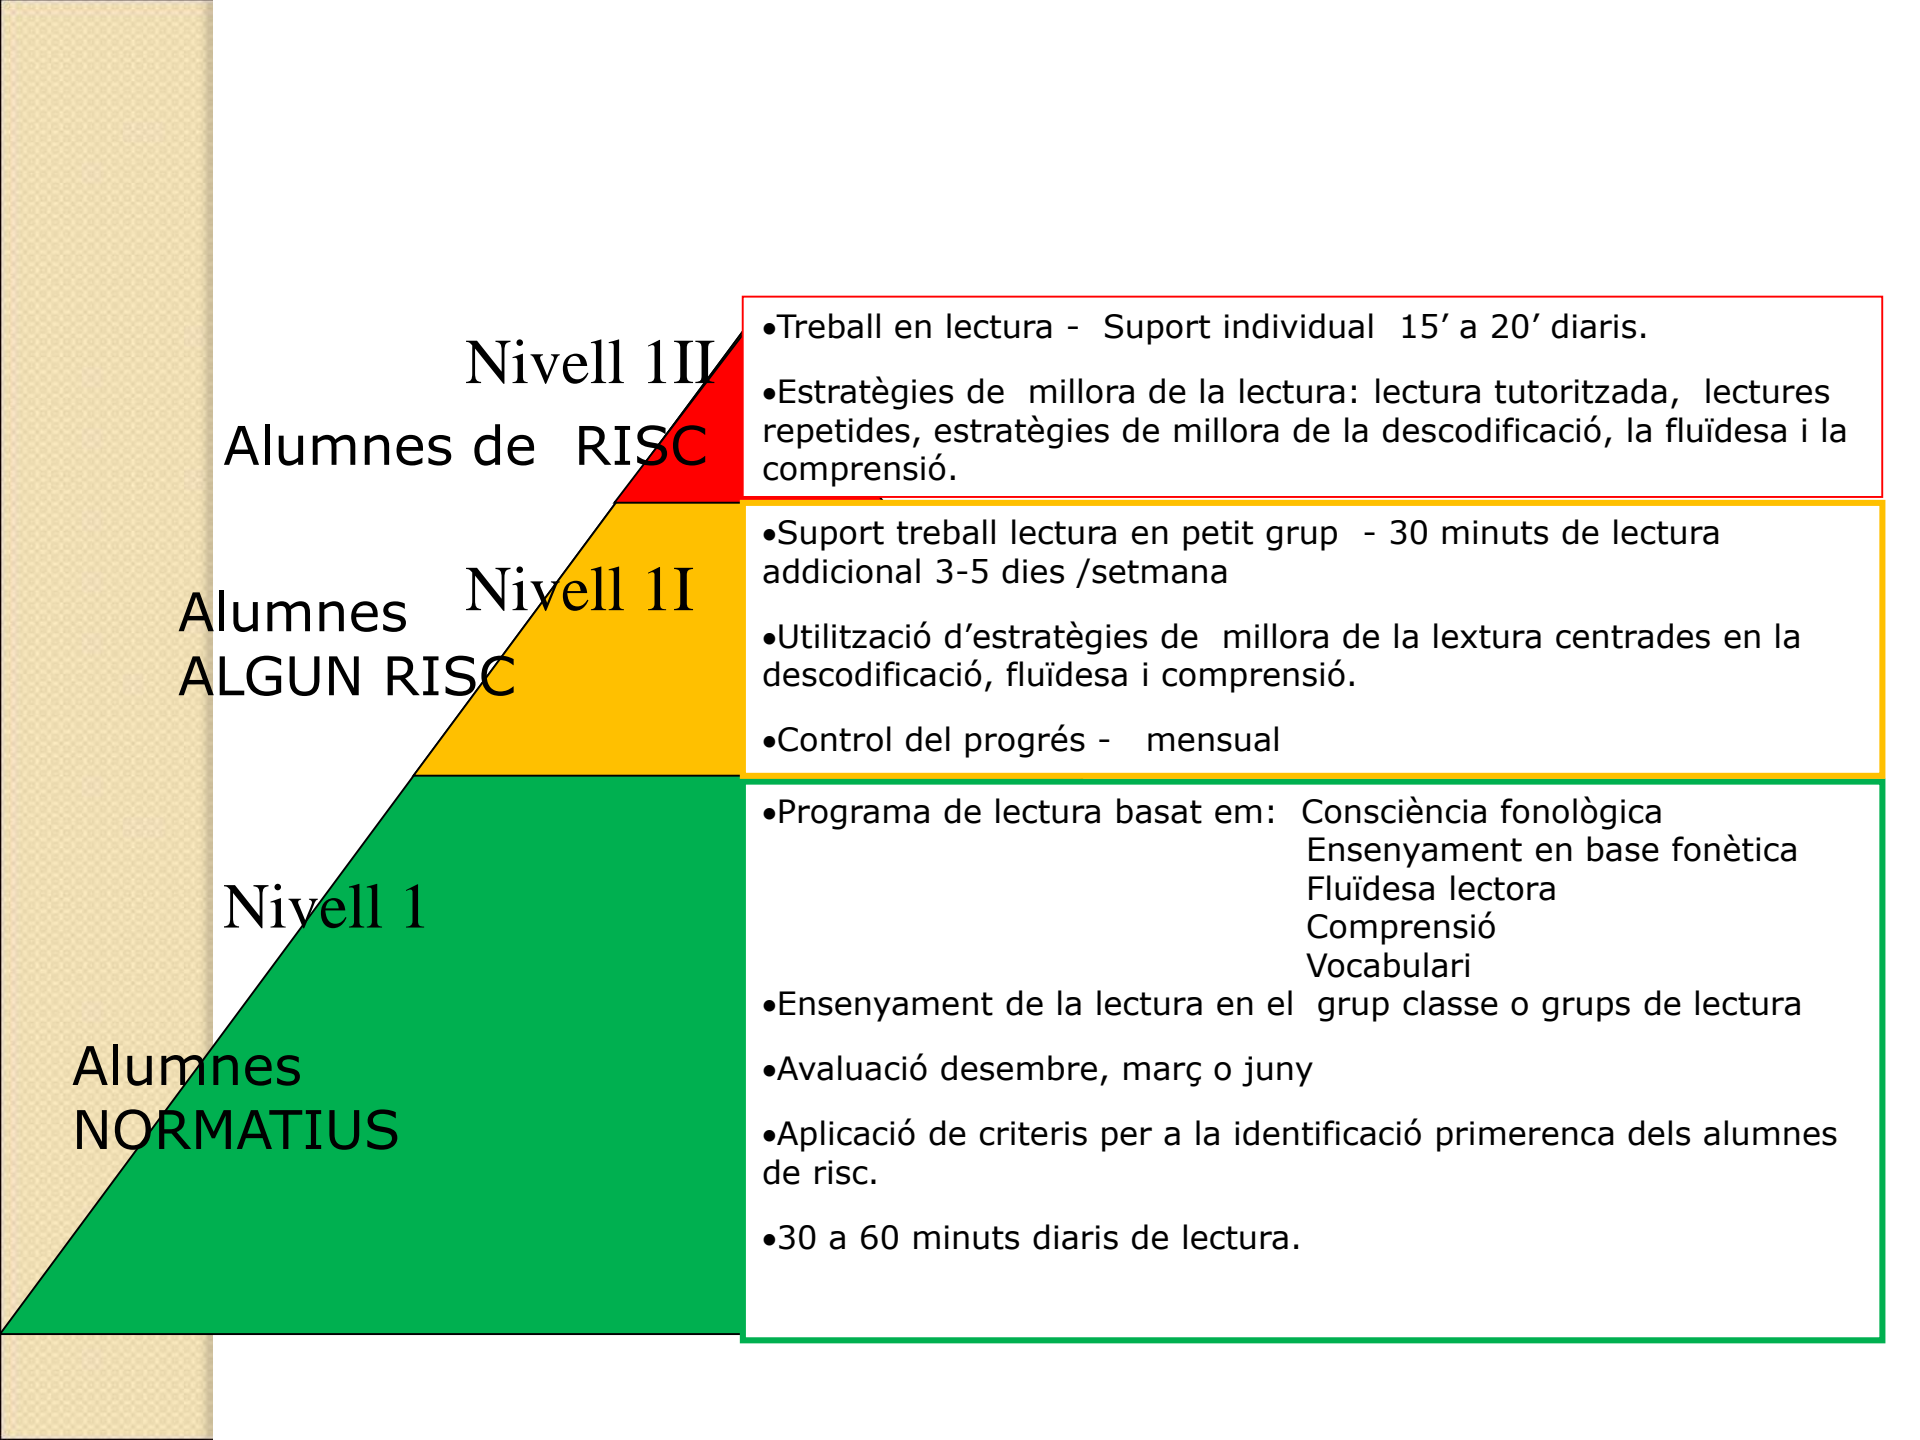 Nivell 1II
Alumnes de  RISC
•Treball en lectura -  Suport individual  15’ a 20’ diaris.
•Estratègies de  millora de la lectura: lectura tutoritzada,  lectures
repetides, estratègies de millora de la descodificació, la fluïdesa i la
comprensió.
Nivell 1I
Alumnes
ALGUN RISC
•Suport treball lectura en petit grup  - 30 minuts de lectura
addicional 3-5 dies /setmana
•Utilització d’estratègies de  millora de la lextura centrades en la
descodificació, fluïdesa i comprensió.
•Control del progrés -   mensual
Nivell 1
Alumnes
NORMATIUS
•Programa de lectura basat em:  Consciència fonològica
Ensenyament en base fonètica
Fluïdesa lectora
Comprensió
Vocabulari
•Ensenyament de la lectura en el  grup classe o grups de lectura
•Avaluació desembre, març o juny
•Aplicació de criteris per a la identificació primerenca dels alumnes
de risc.
•30 a 60 minuts diaris de lectura.